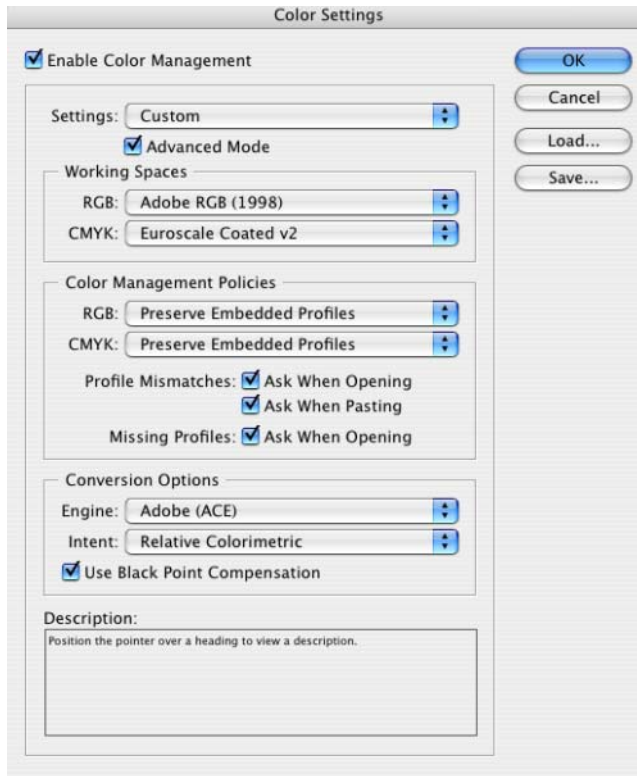 Color Settings
Enable Color Management
OK
Cancel
Load...
Save...
Settings: Custom
Advanced Mode
Working Spaces
RGB: Adobe RGB (1998)
CMYK: Euroscale Coated v2
Color Management Policies
RGB: Preserve Embedded Profiles
CMYK: Preserve Embedded Profiles
Profile Mismatches: Ask When Opening
Ask When Pasting
Missing Profiles: Ask When Opening
Conversion Options
Engine: Adobe (ACE)
Intent: Relative Colorimetric
Use Black Point Compensation
Description:
Position the pointer over a heading to view a description.